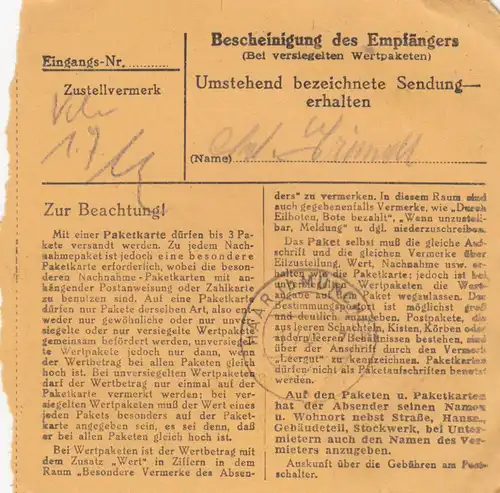 Bescheinigung des Empfängers
(Bei versiegelten Wertpaketen)
Eingangs-Nr.
Umstehend bezeichnete Sendung
erhalten
Zustellvermerk
(Name)
Zur Beachtung!
Mit einer Paketkarte dürfen bis 3 Pa-
kete versandt werden. Zu jedem Nach-
nahmepaket ist jedoch eine besondere
Paketkarte erforderlich, wobei die beson-
deren Nachnahme-Paketkarten mit an-
hängender Postanweisung oder Zahlkarte
zu benutzen sind. Auf eine Paketkarte
dürfen nur Pakete derselben Art, also ent-
weder nur gewöhnliche oder nur unver-
siegelte oder nur versiegelte Wertpakete
gemeinsam befördert werden, unversie-
te Wertpakete jedoch nur dann, wenn
der Wertbetrag bei allen Paketen gleich
hoch ist. Bei unversiegelten Wertpaketen
darf der Wertbetrag nur einmal auf der
Paketkarte vermerkt werden; bei ver-
siegelten Wertpaketen muß der Wert eines
jeden Pakets besonders auf der Paket-
karte angegeben sein, es sei denn, daß
er bei allen Paketen gleich hoch ist.
Bei Wertpaketen ist der Wertbetrag mit
dem Zusatz „Wert" in Ziffern in dem
Raum „Besondere Vermerke des Absen-
ders" zu vermerken. In diesem Raum sind
auch gegebenenfalls Vermerke, wie „Durch
Eilboten, Bote bezahlt", „Wenn unzustell-
bar, Meldung" u. dgl. niederzuschreiben.
Das Paket selbst muß die gleiche Auf-
schrift und die gleichen Vermerke über
Eilzustellung, Wert, Nachnahme usw. er-
halten wie die Paketkarte; jedoch ist bei
unversiegelten Wertpaketen die Wert-
angabe auf dem Paket wegzulassen. Der
Bestimmungsort ist möglichst groß
und deutlich niederzuschreiben. Postpakete, die
aus leeren Schachteln, Kisten, Körben oder
andern leeren Behältnissen bestehen, sind
über der Anschrift durch den Vermerk
„Leergut" zu kennzeichnen. Paketkarten
dürfen nicht als Paketaufschriften benutzt
werden.
Auf den Paketen u. Paketkarten
hat der Absender seinen Namen
u. Wohnort nebst Straße, Hausnr.,
Gebäudeteil, Stockwerk, bei Unter-
mietern auch den Namen des Ver-
mieters anzugeben.
Auskunft über die Gebühren am Post-
schalter.